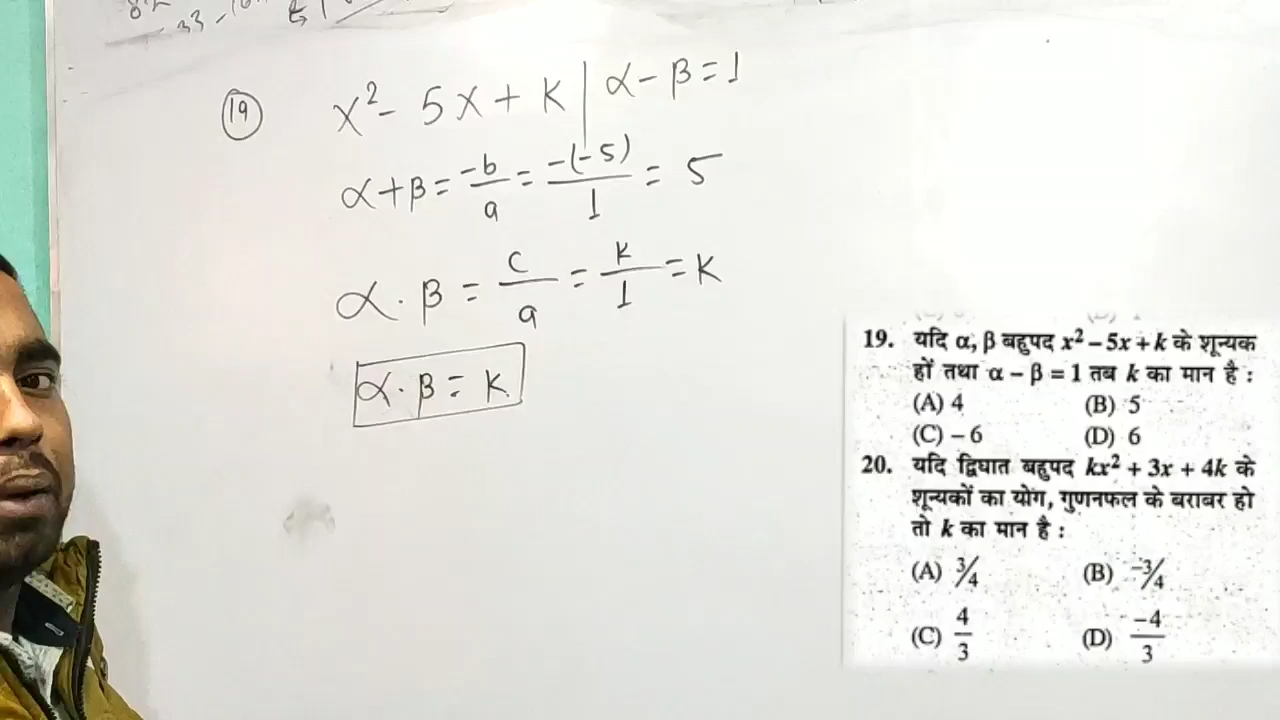 19 x² - 5x + k | α - β = 1
α + β = -b/a = -(-5)/1 = 5
α . β = c/a = k/1 = k
α . β = k
19. यदि α, β बहुपद x² – 5x + k के शून्यक
हों तथा α – β = 1 तब k का मान है :
(A) 4 (B) 5
(C) – 6 (D) 6
20. यदि द्विघात बहुपद kx² + 3x + 4k के
शून्यकों का योग, गुणनफल के बराबर हो
तो k का मान है :
(A) 3/4 (B) –3/4
(C) 4/3 (D) –4/3